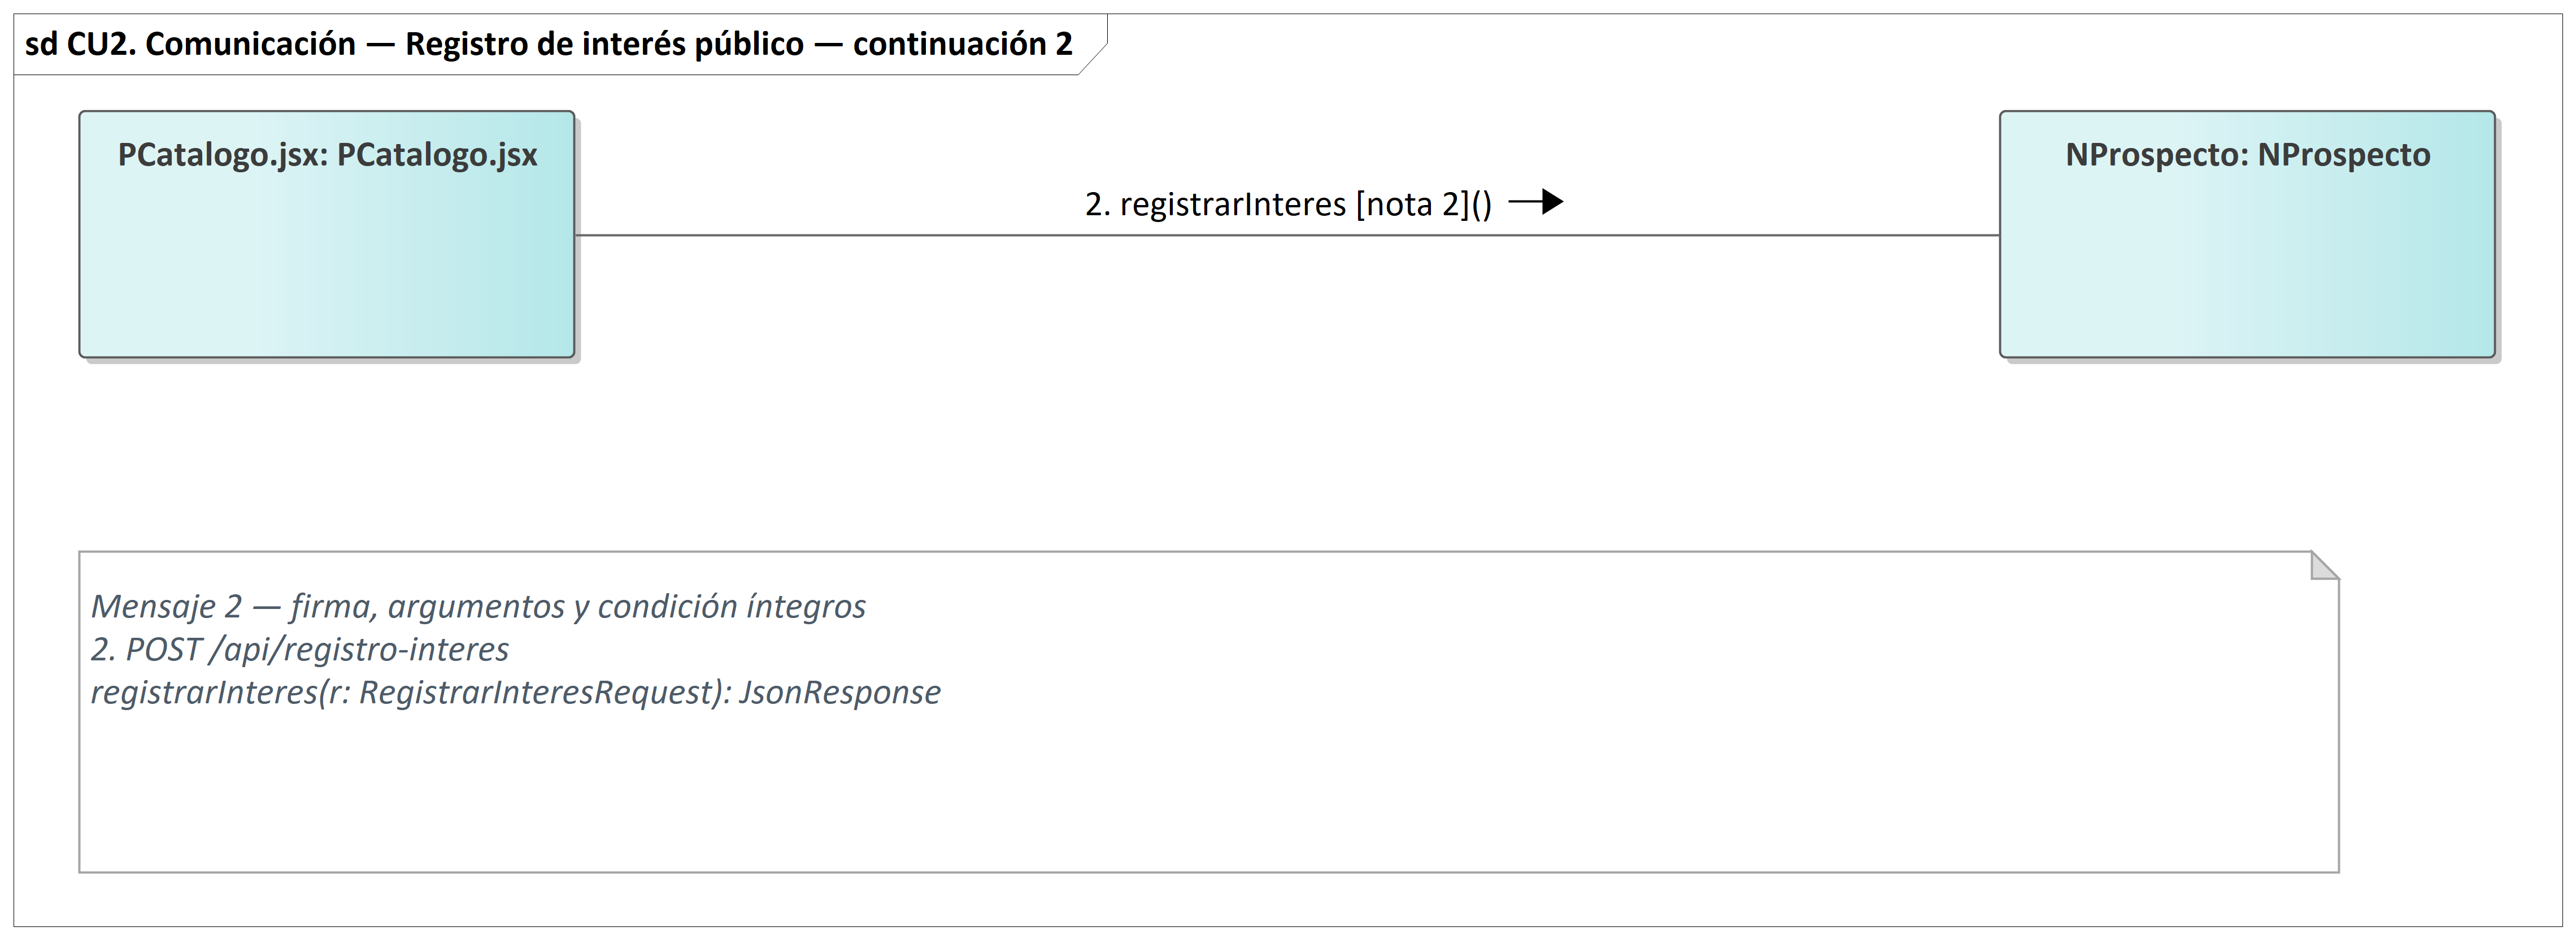 sd CU2. Comunicación — Registro de interés público — continuación 2
PCatalogo.jsx: PCatalogo.jsx
NProspecto: NProspecto
2. registrarInteres [nota 2]()
Mensaje 2 — firma, argumentos y condición íntegros
2. POST /api/registro-interes
registrarInteres(r: RegistrarInteresRequest): JsonResponse